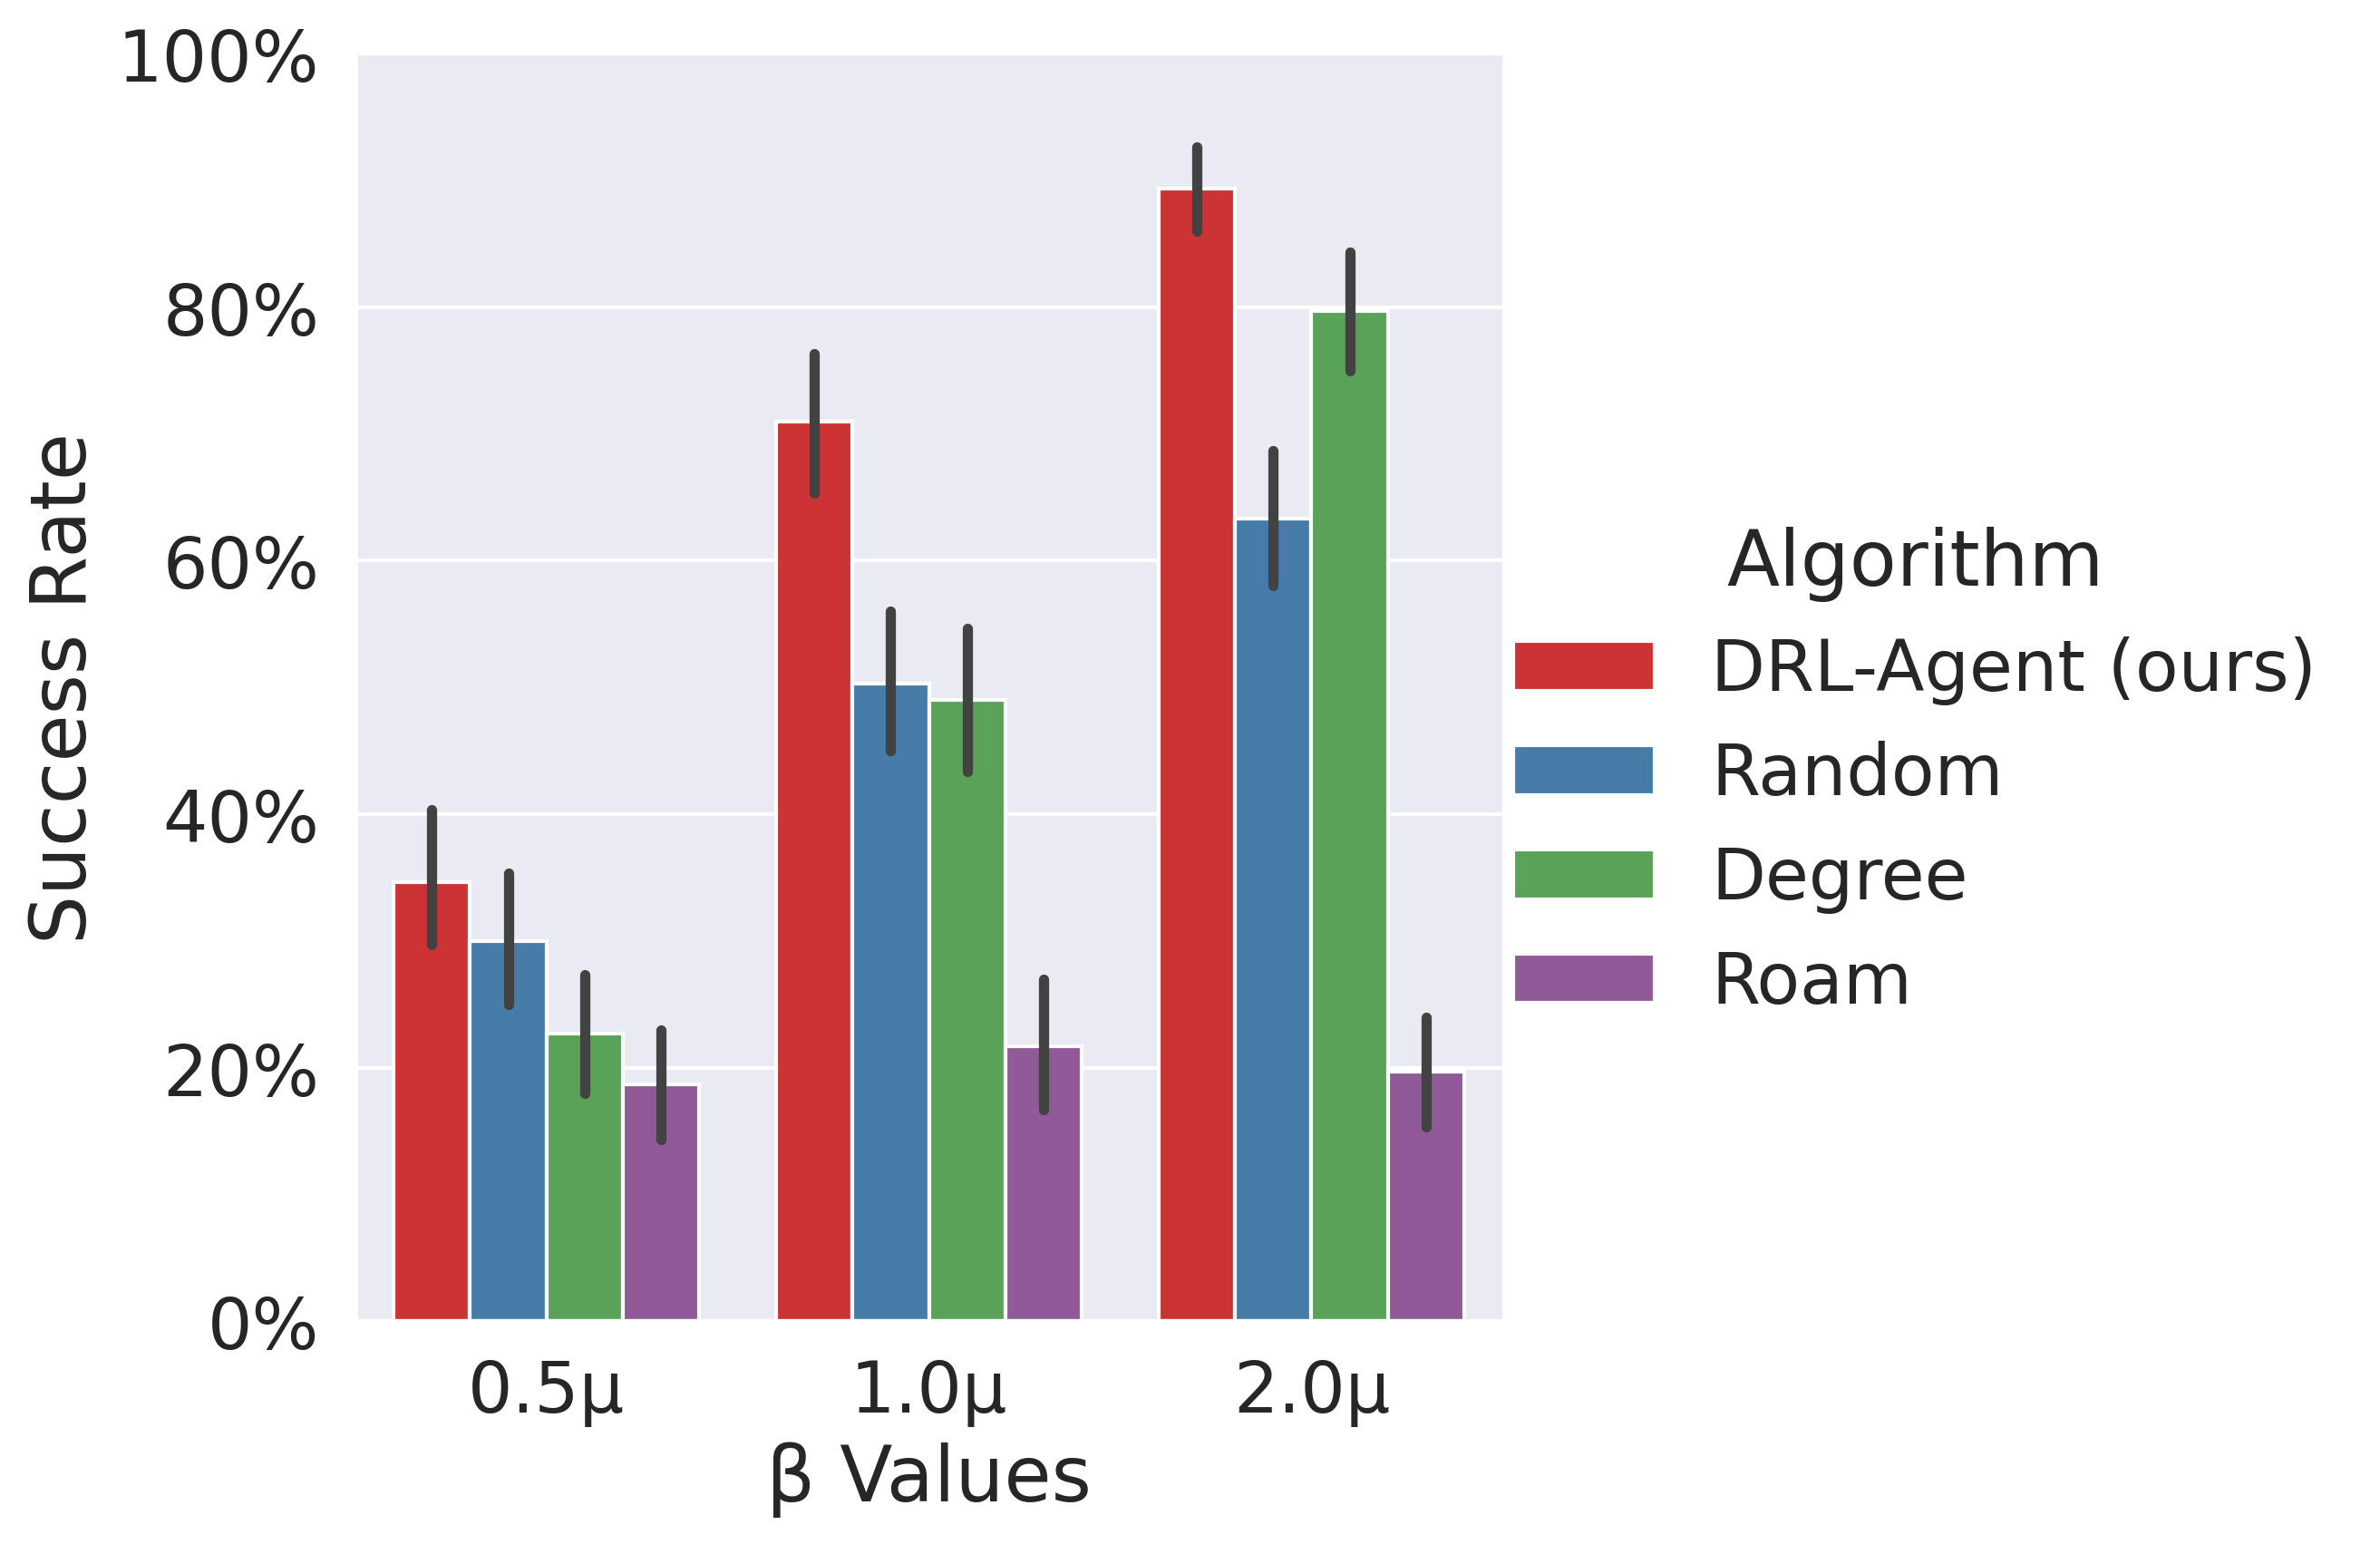 100%
80%
60%
40%
20%
0%
Success Rate
0.5µ 1.0µ 2.0µ
β Values
Algorithm
DRL-Agent (ours)
Random
Degree
Roam